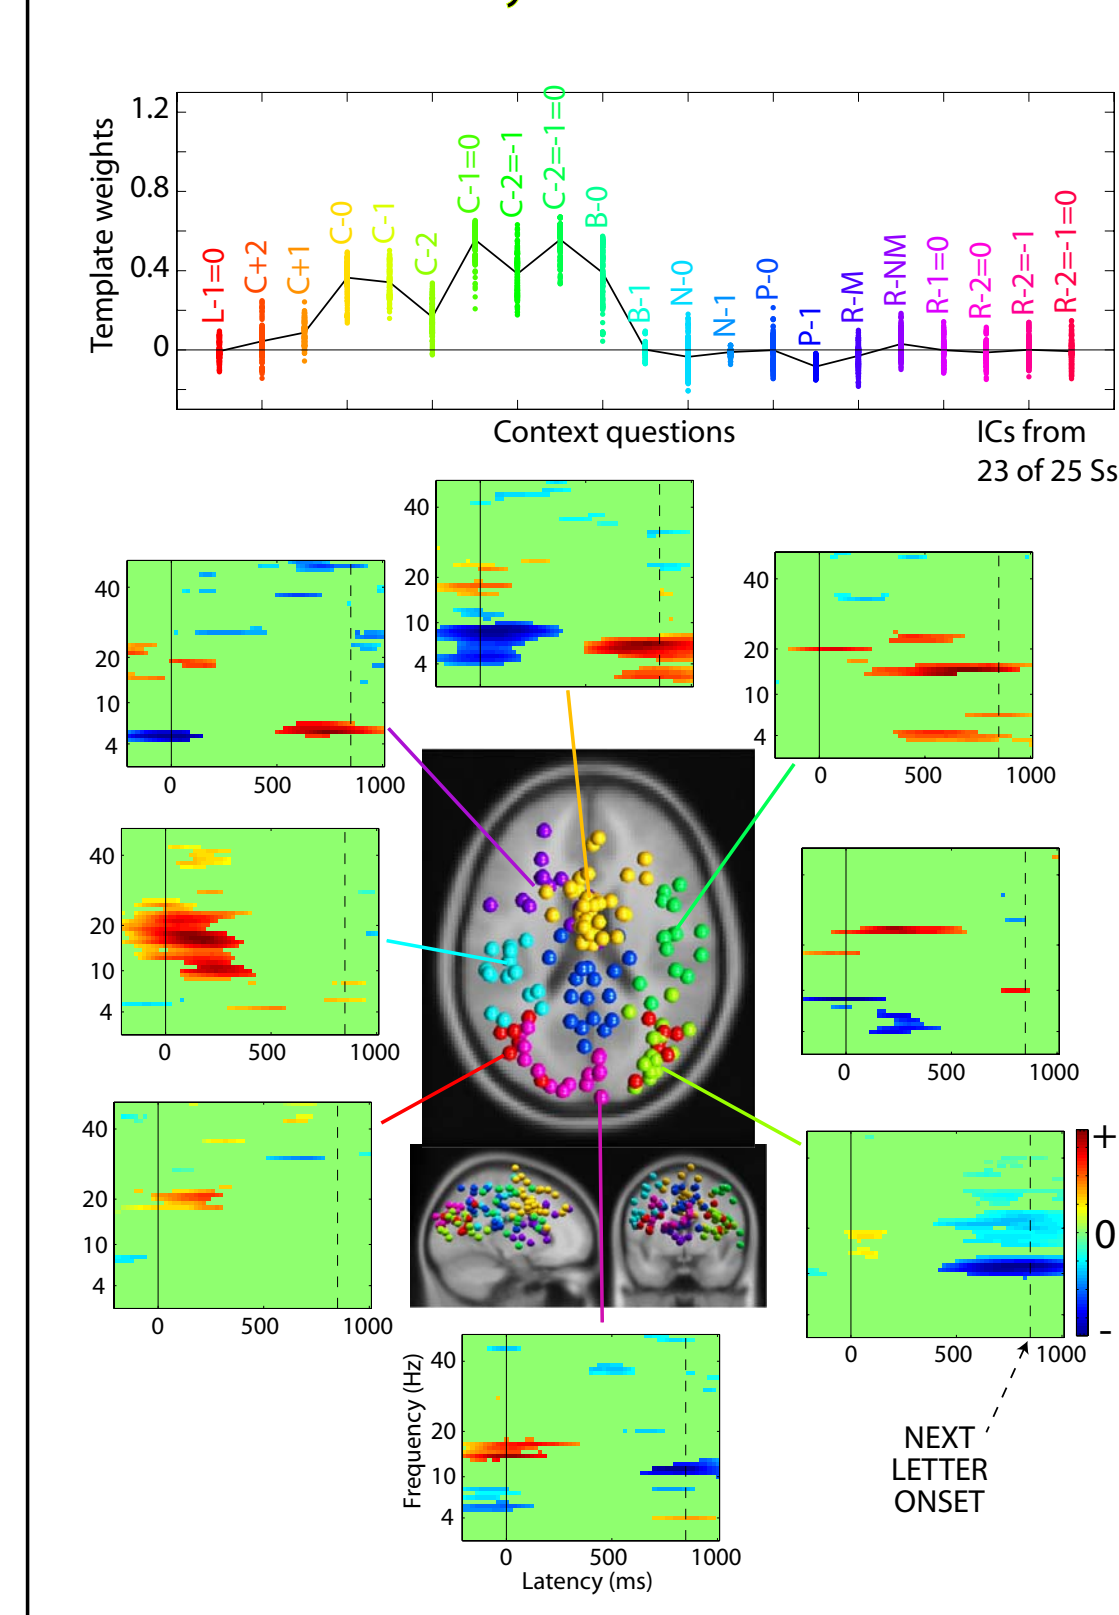 1.2
0.8
0.4
0
Template weights
L-1=0
C+2
C+1
C-0
C-1
C-2
C-1=0
C-2=-1
C-2=-1=0
B-0
B-1
N-0
N-1
P-0
P-1
R-M
R-NM
R-1=0
R-2=0
R-2=-1
R-2=-1=0
Context questions
ICs from
23 of 25 Ss
40
20
10
4
40
20
10
4
0 500 1000
40
20
10
4
0 500 1000
40
20
10
4
0 500 1000
0 500 1000
40
20
10
4
0 500 1000
0 500 1000
+
0
-
NEXT
LETTER
ONSET
Frequency (Hz)
40
20
10
4
0 500 1000
Latency (ms)